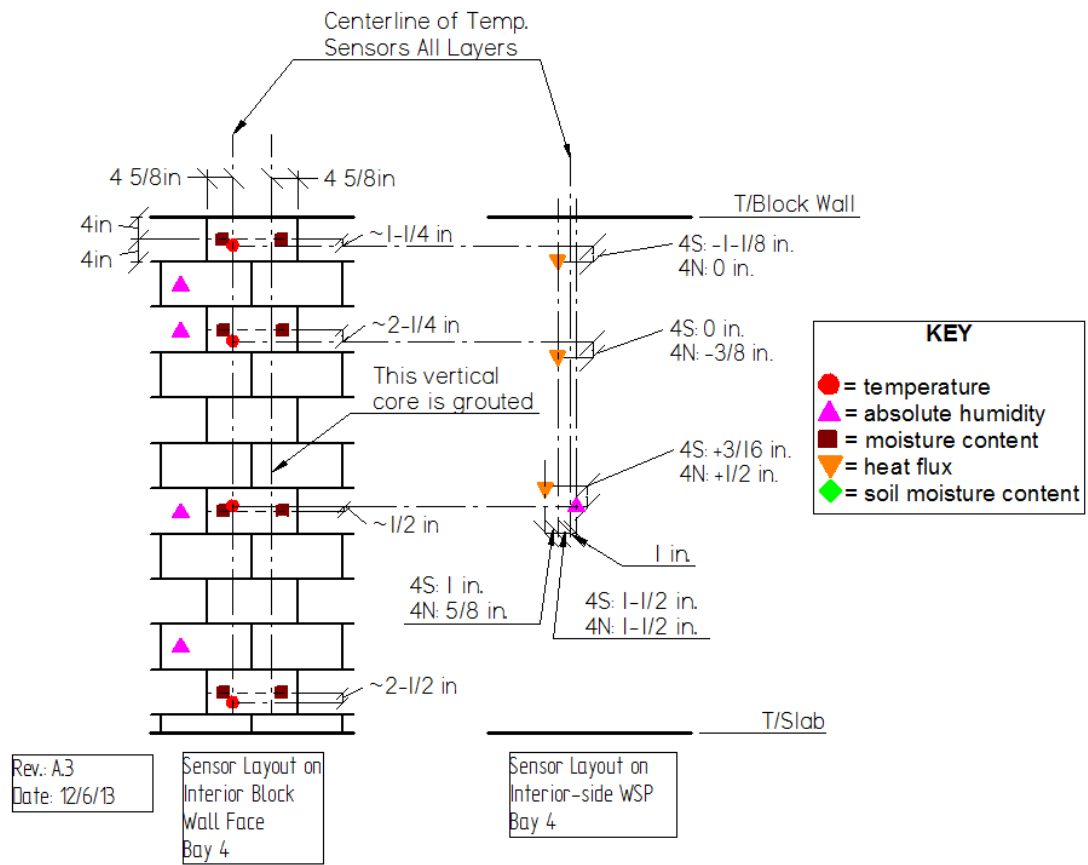 Centerline of Temp.
Sensors All Layers
4 5/8in
4 5/8in
T/Block Wall
4in
4in
~1-1/4 in
4S: -1-1/8 in.
4N: 0 in.
~2-1/4 in
4S: 0 in.
4N: -3/8 in.
This vertical
core is grouted
KEY
= temperature
= absolute humidity
= moisture content
= heat flux
= soil moisture content
4S: +3/16 in.
4N: +1/2 in.
~1/2 in
1 in.
4S: 1 in.
4N: 5/8 in.
4S: 1-1/2 in.
4N: 1-1/2 in.
~2-1/2 in
T/Slab
Rev.: A.3
Date: 12/6/13
Sensor Layout on
Interior Block
Wall Face
Bay 4
Sensor Layout on
Interior-side WSP
Bay 4